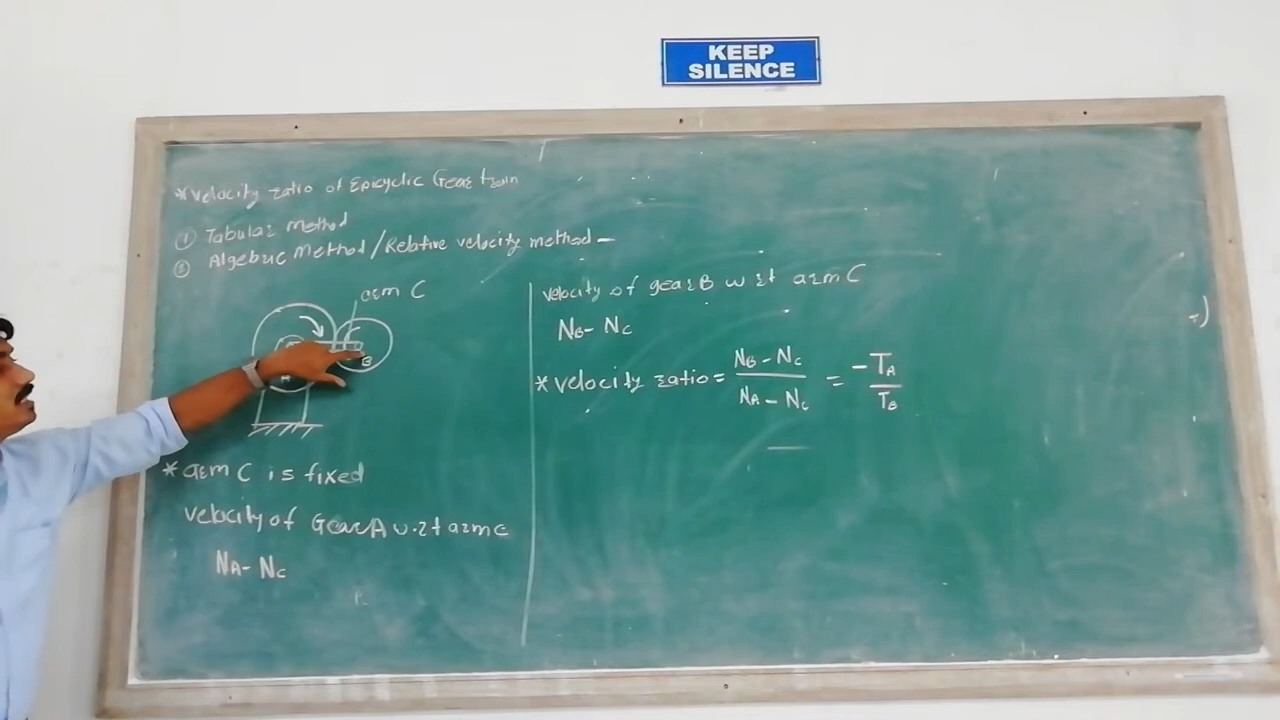 KEEP
SILENCE
*Velocity ratio of Epicyclic Gear train
① Tabular Method
② Algebric Method/Relative velocity method-
arm C
A
B
*arm C is fixed
velocity of Gear A w.r.t arm C
NA- NC
velocity of gear B w r t arm C
NB- NC
*velocity ratio= NB-NC / NA-NC = -TA / TB